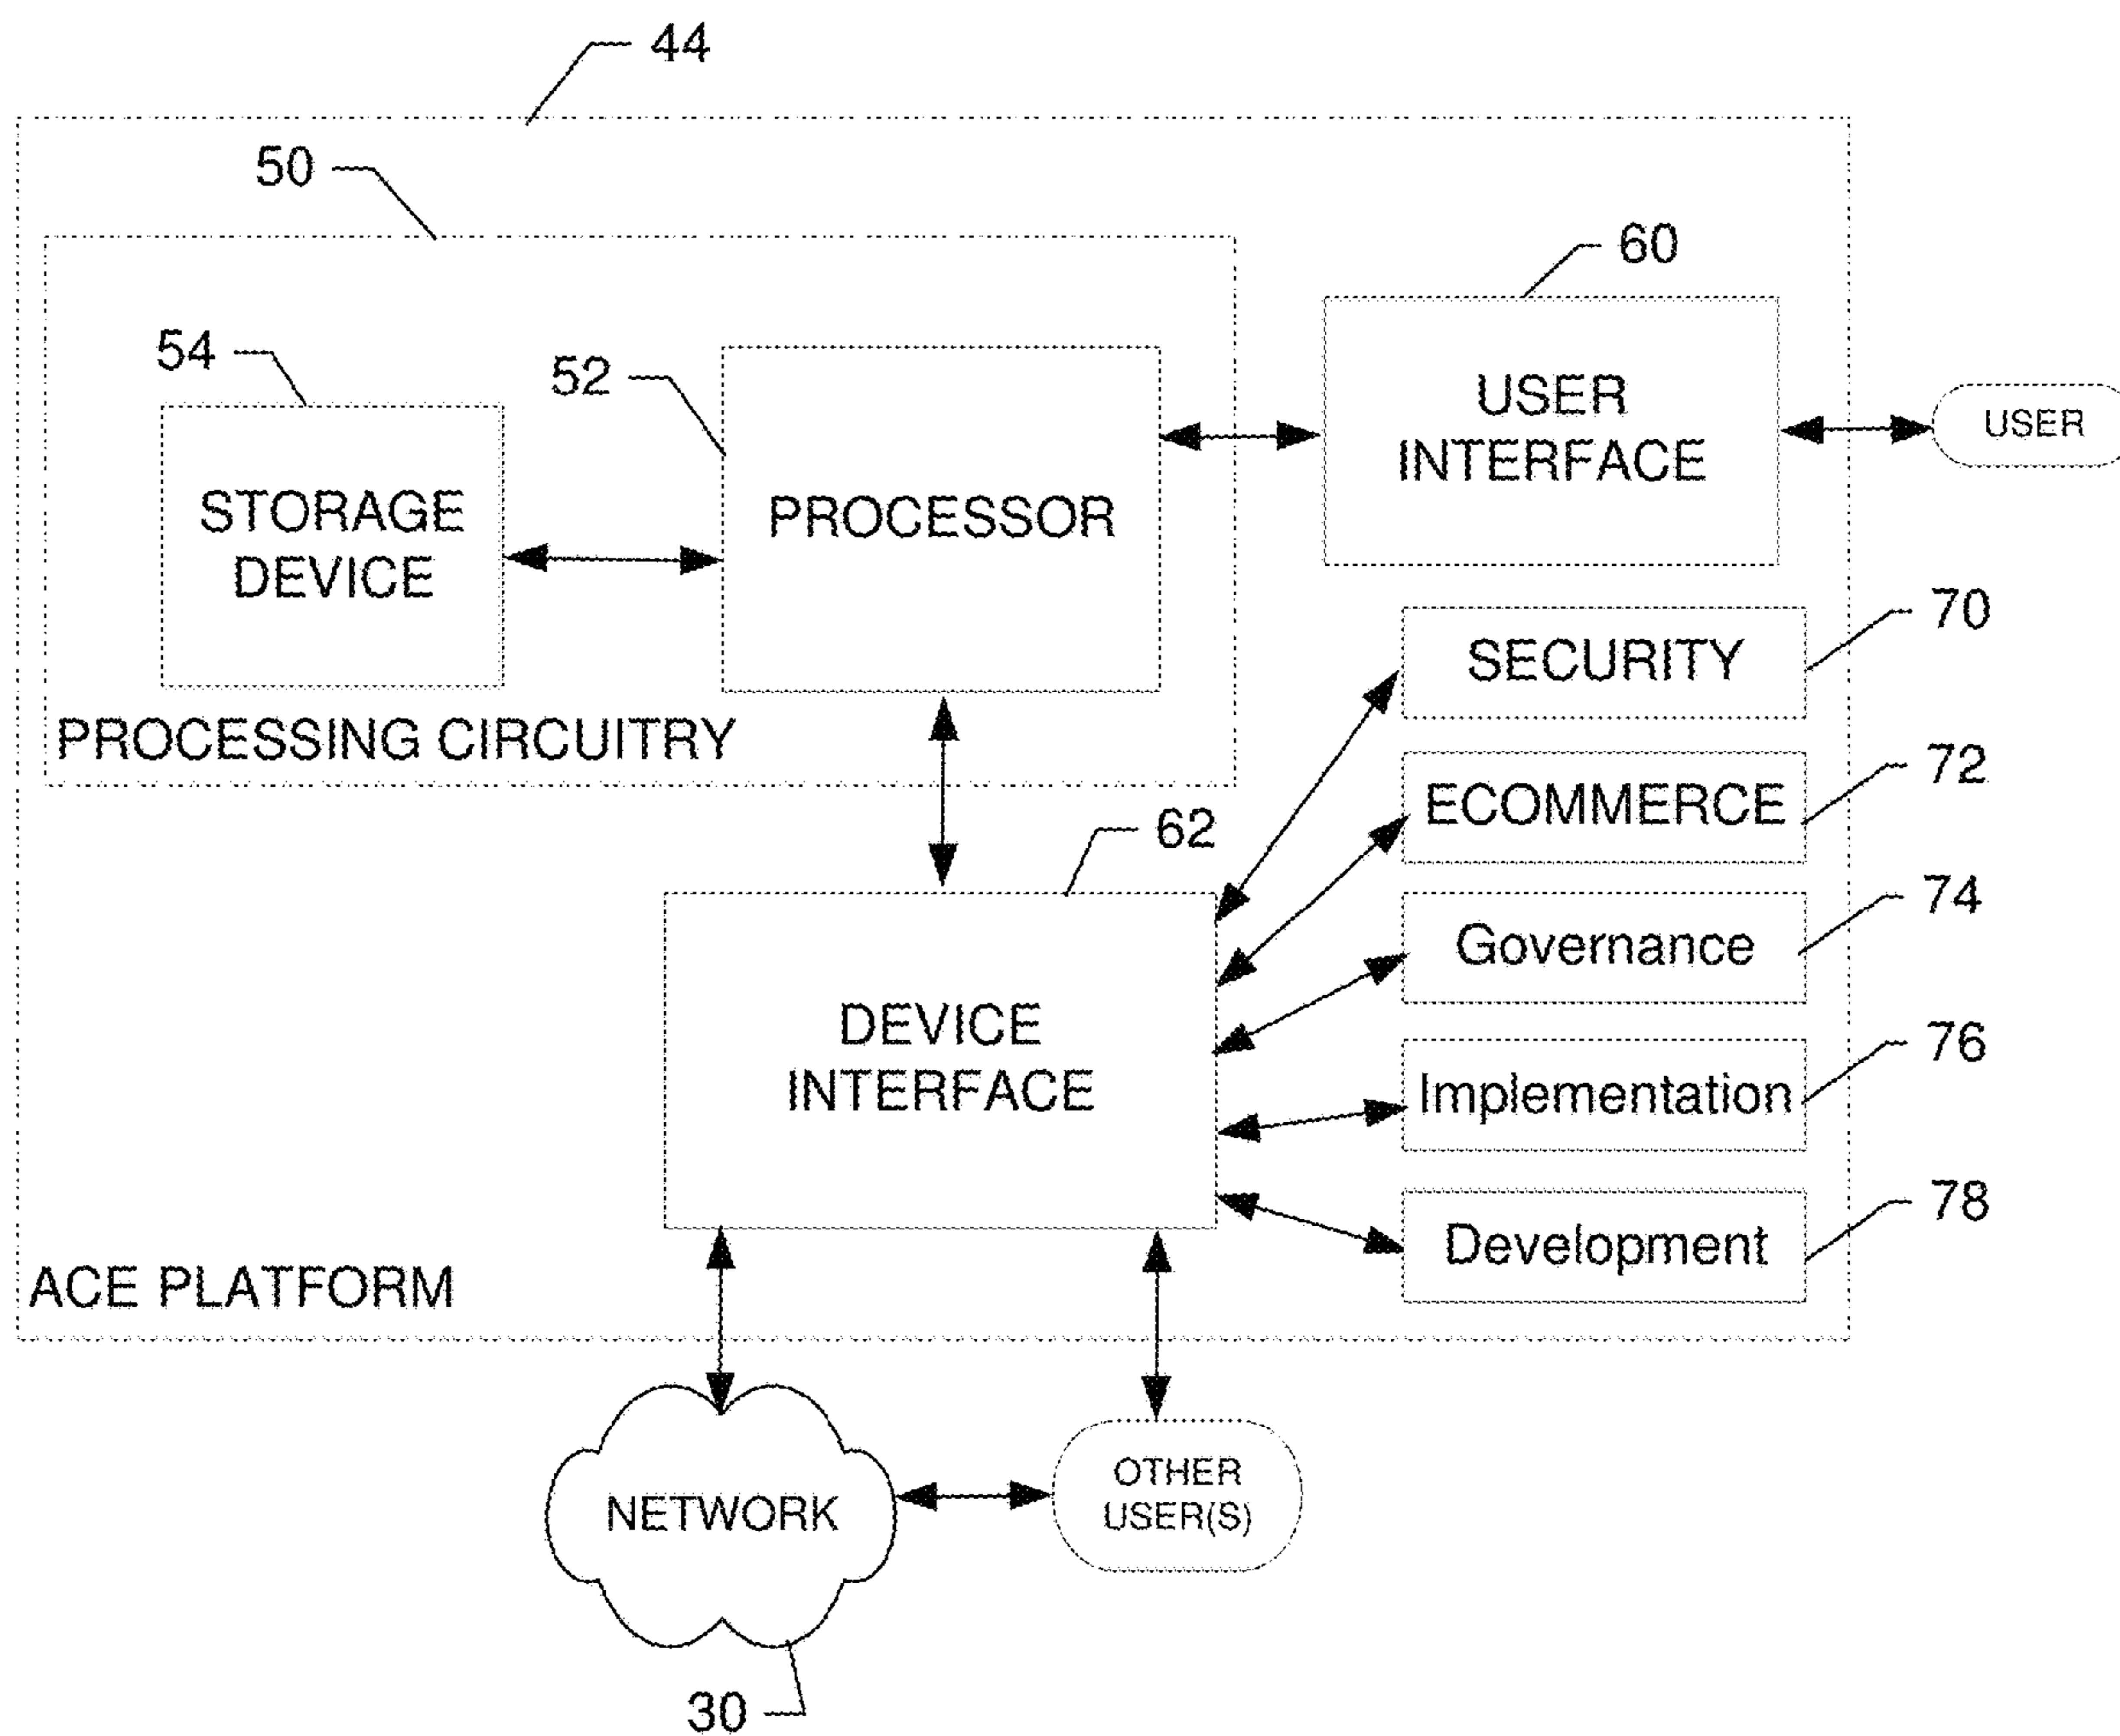 44
50
60
54
52
USER
INTERFACE
USER
STORAGE
DEVICE
PROCESSOR
70
SECURITY
PROCESSING CIRCUITRY
72
ECOMMERCE
62
74
Governance
DEVICE
INTERFACE
76
Implementation
78
Development
ACE PLATFORM
NETWORK
OTHER
USER(S)
30